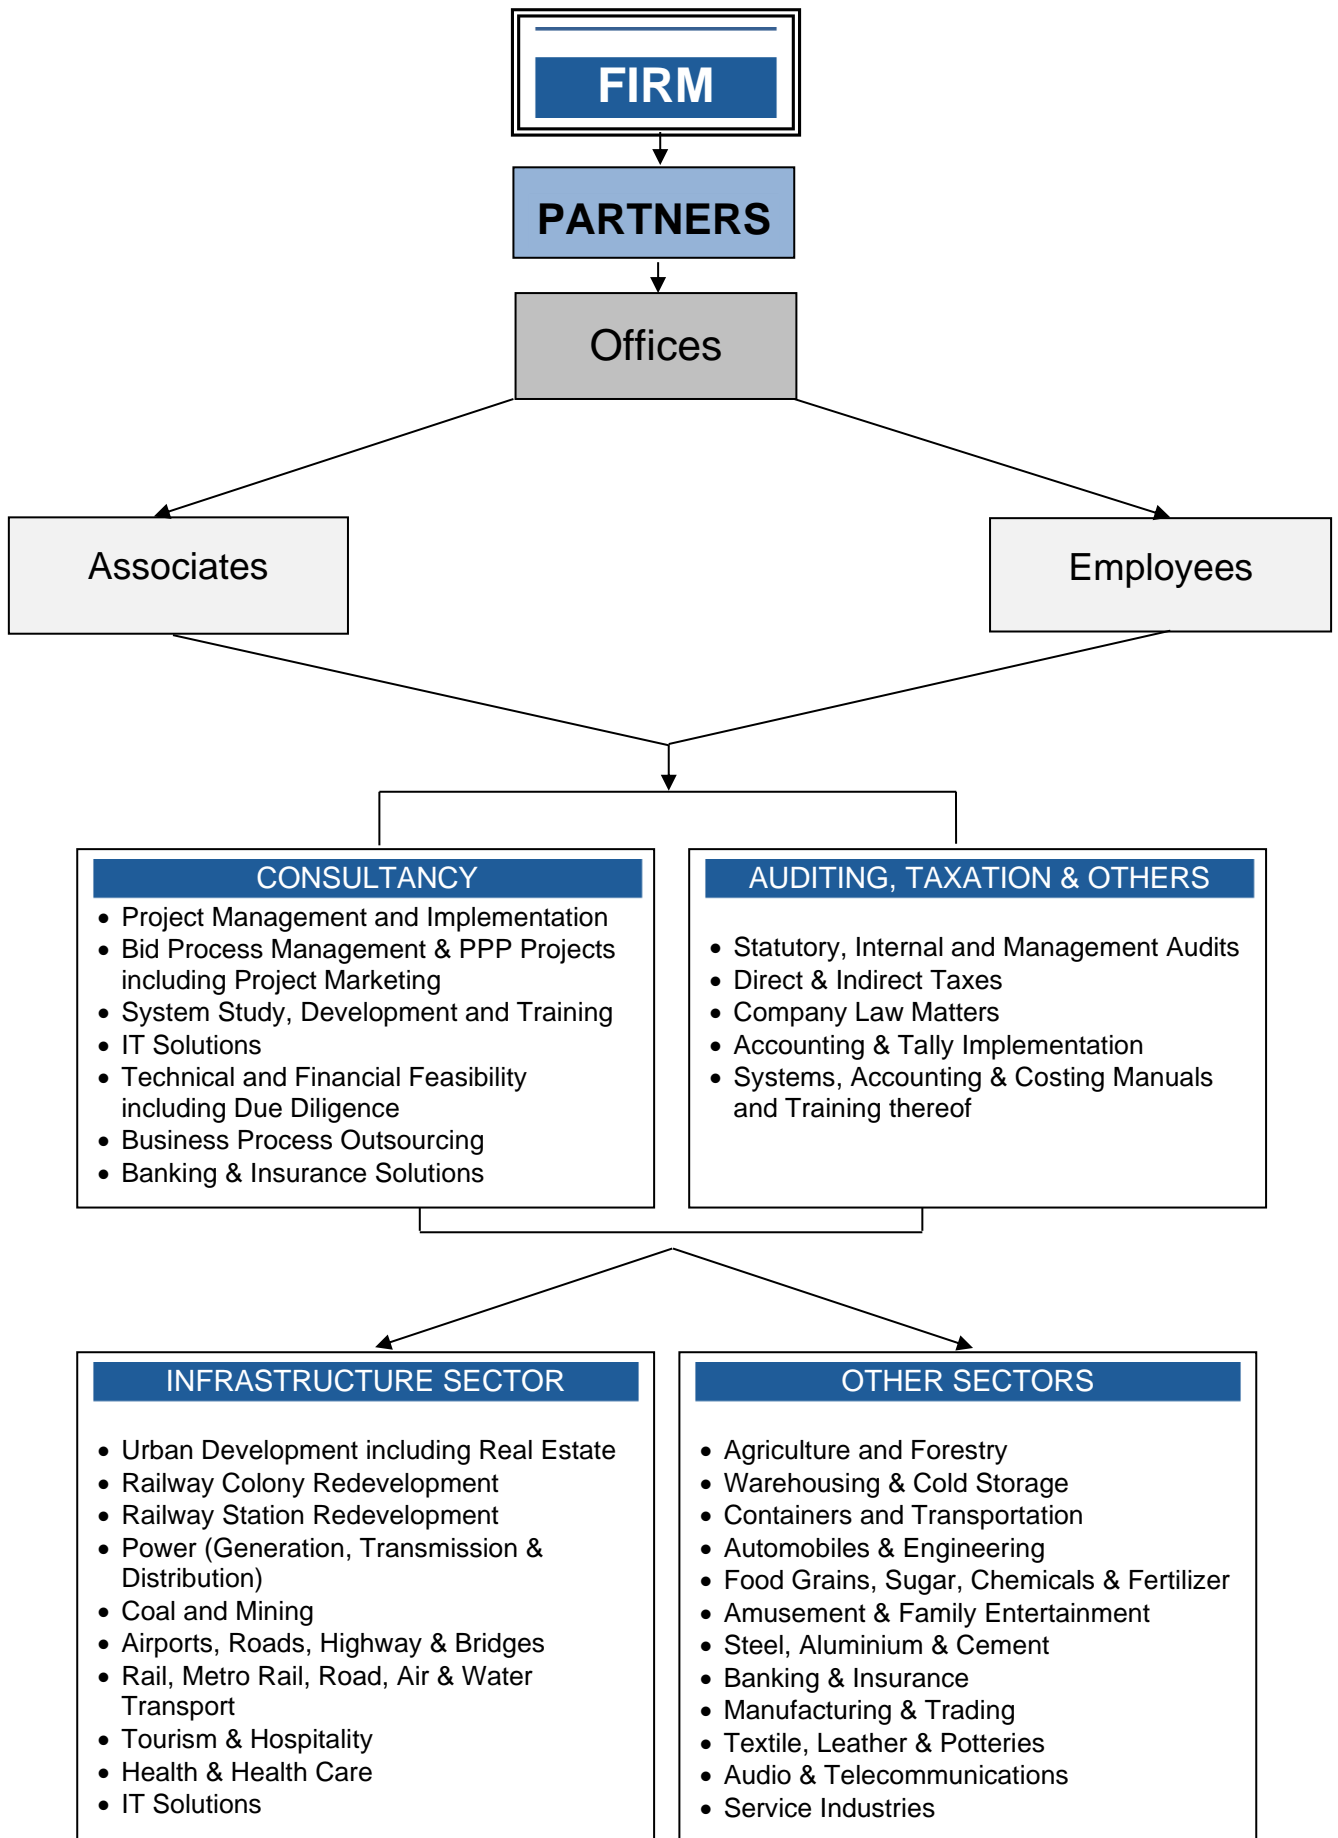 FIRM
PARTNERS
Offices
Associates
Employees
CONSULTANCY
• Project Management and Implementation
• Bid Process Management & PPP Projects
including Project Marketing
• System Study, Development and Training
• IT Solutions
• Technical and Financial Feasibility
including Due Diligence
• Business Process Outsourcing
• Banking & Insurance Solutions
AUDITING, TAXATION & OTHERS
• Statutory, Internal and Management Audits
• Direct & Indirect Taxes
• Company Law Matters
• Accounting & Tally Implementation
• Systems, Accounting & Costing Manuals
and Training thereof
INFRASTRUCTURE SECTOR
• Urban Development including Real Estate
• Railway Colony Redevelopment
• Railway Station Redevelopment
• Power (Generation, Transmission &
Distribution)
• Coal and Mining
• Airports, Roads, Highway & Bridges
• Rail, Metro Rail, Road, Air & Water
Transport
• Tourism & Hospitality
• Health & Health Care
• IT Solutions
OTHER SECTORS
• Agriculture and Forestry
• Warehousing & Cold Storage
• Containers and Transportation
• Automobiles & Engineering
• Food Grains, Sugar, Chemicals & Fertilizer
• Amusement & Family Entertainment
• Steel, Aluminium & Cement
• Banking & Insurance
• Manufacturing & Trading
• Textile, Leather & Potteries
• Audio & Telecommunications
• Service Industries